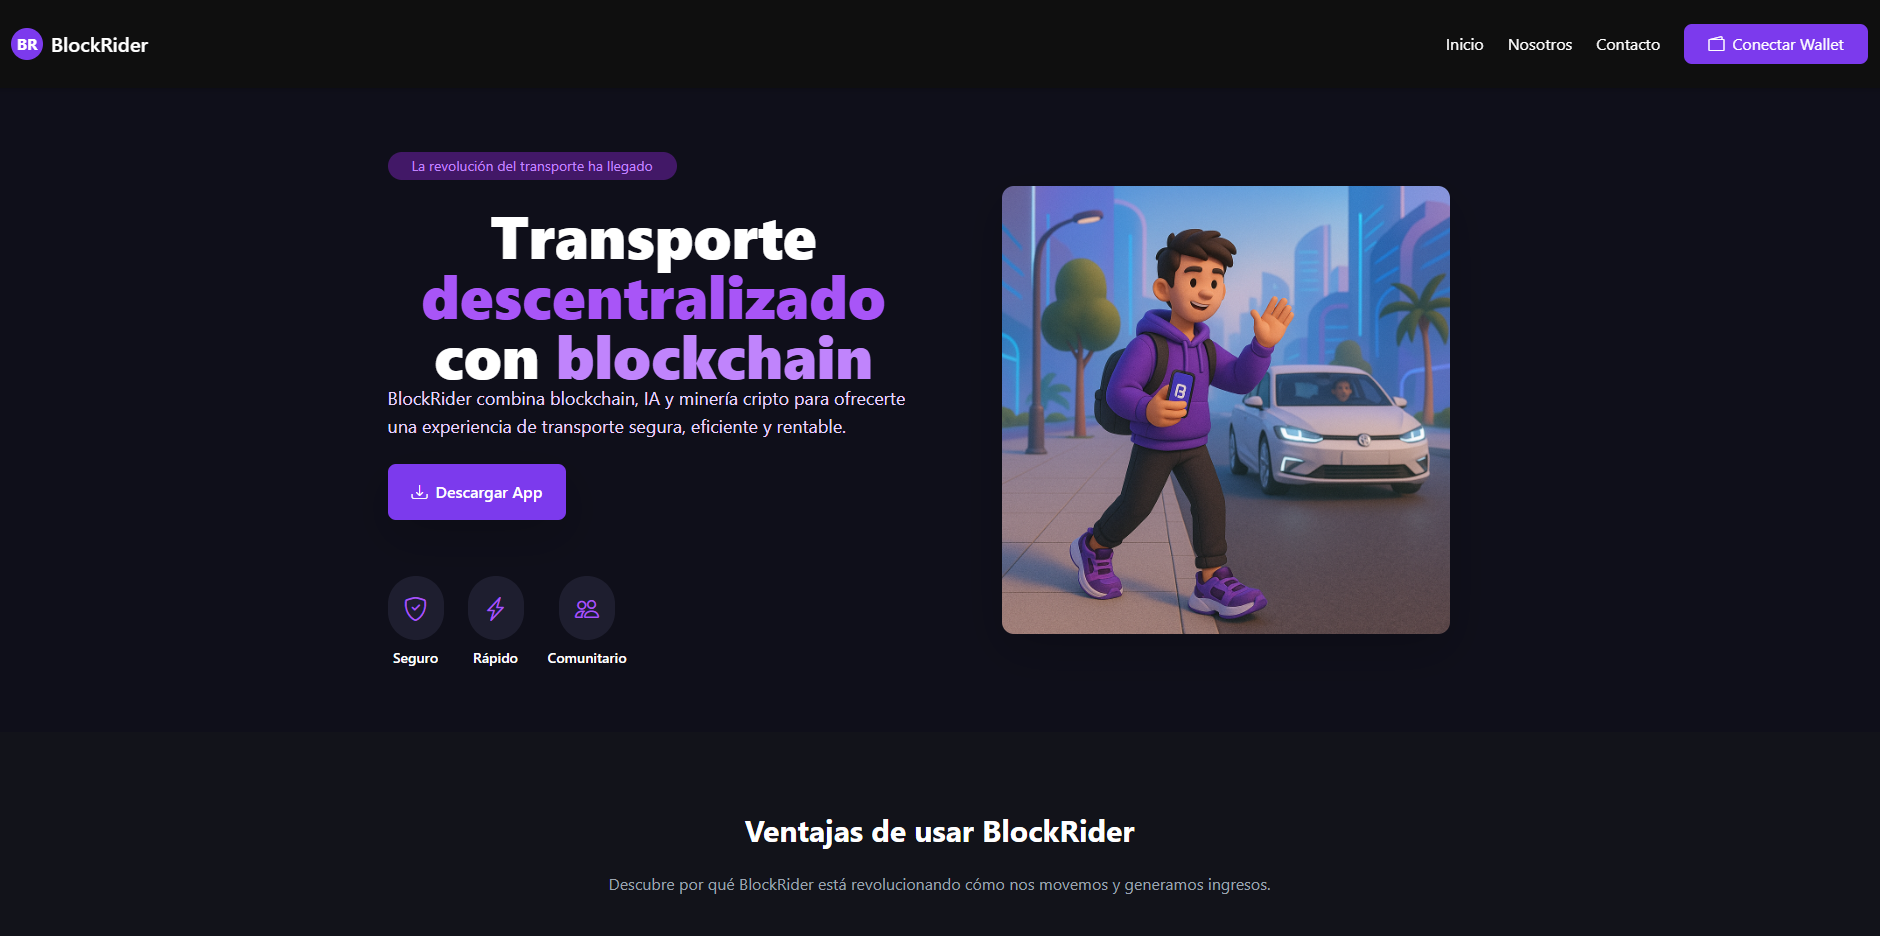 BR BlockRider
Inicio Nosotros Contacto Conectar Wallet
La revolución del transporte ha llegado
Transporte
descentralizado
con blockchain
BlockRider combina blockchain, IA y minería cripto para ofrecerte
una experiencia de transporte segura, eficiente y rentable.
Descargar App
Seguro Rápido Comunitario
B
Ventajas de usar BlockRider
Descubre por qué BlockRider está revolucionando cómo nos movemos y generamos ingresos.